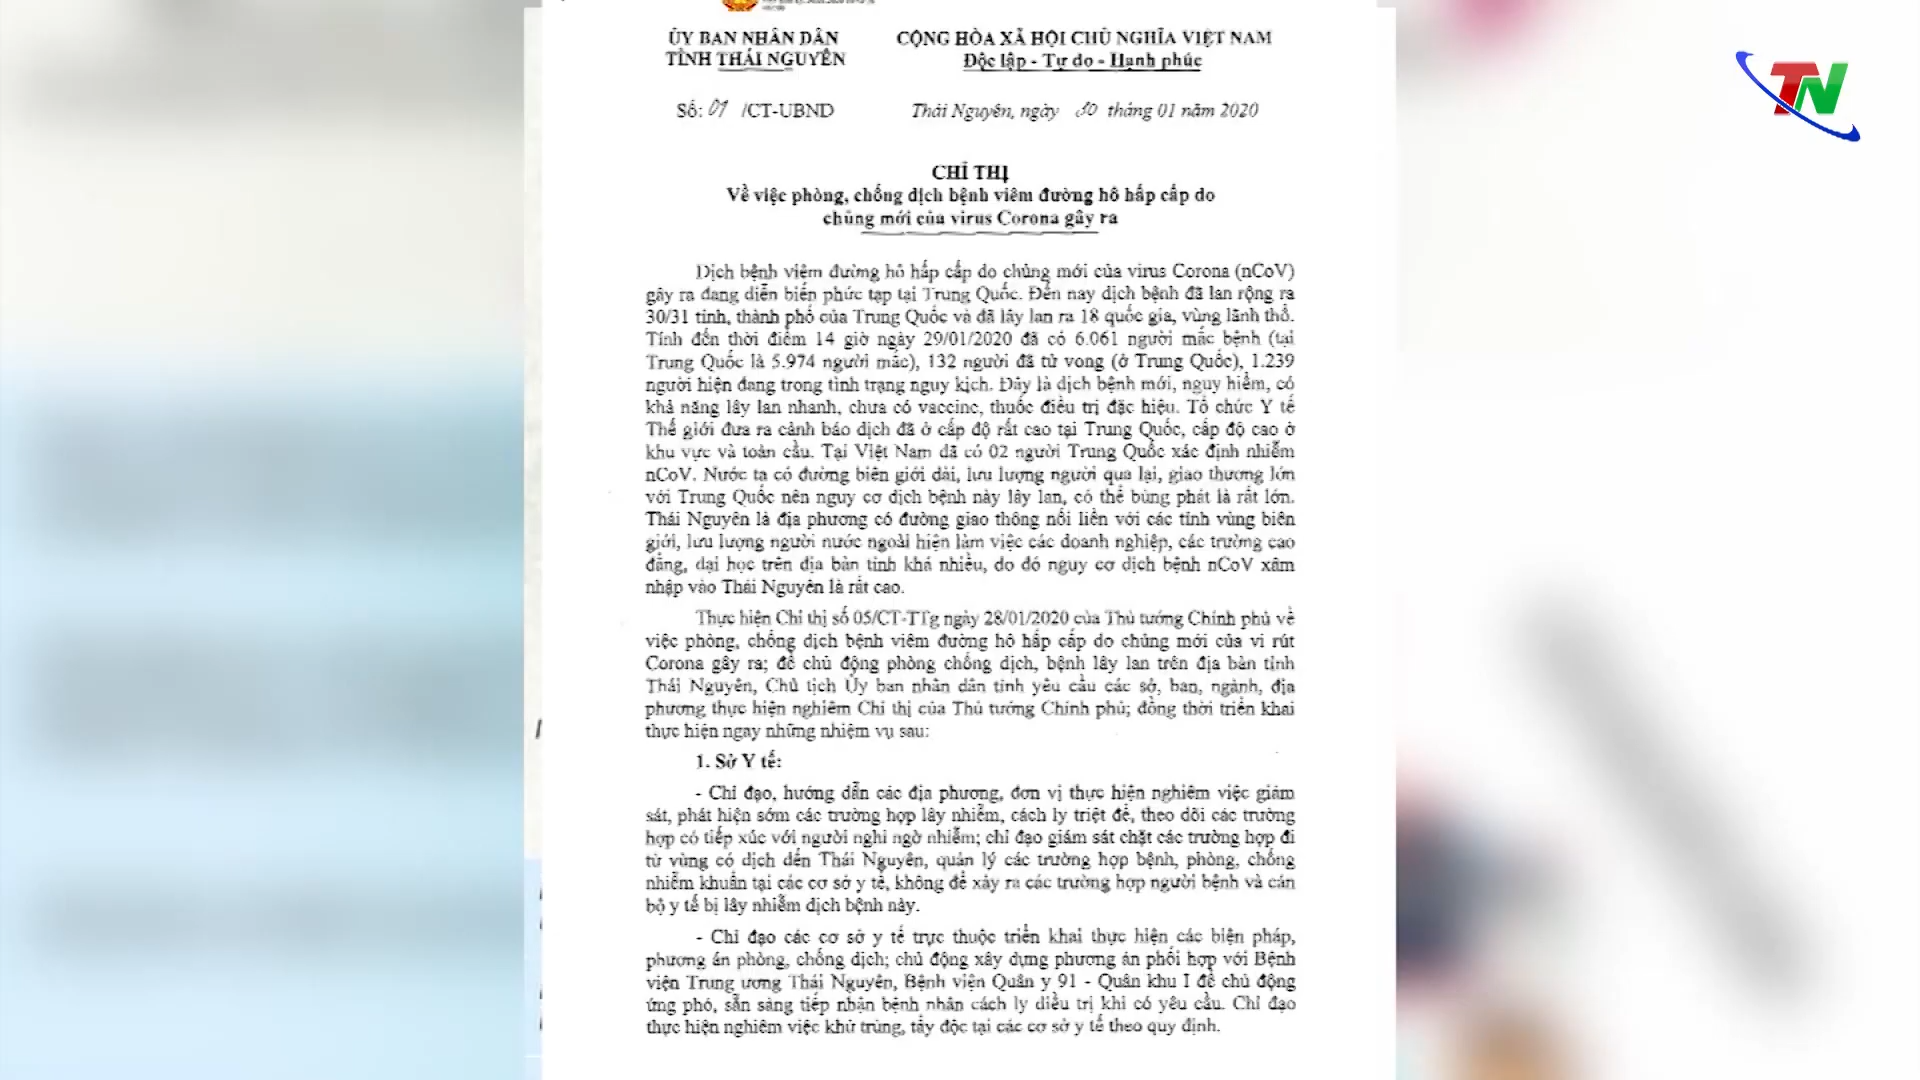 ỦY BAN NHÂN DÂN
TỈNH THÁI NGUYÊN
CỘNG HÒA XÃ HỘI CHỦ NGHĨA VIỆT NAM
Độc lập - Tự do - Hạnh phúc
Số: 01 /CT-UBND
Thái Nguyên, ngày 30 tháng 01 năm 2020
TN
CHỈ THỊ
Về việc phòng, chống dịch bệnh viêm đường hô hấp cấp do
chủng mới của virus Corona gây ra
Dịch bệnh viêm đường hô hấp cấp do chủng mới của virus Corona (nCoV)
gây ra đang diễn biến phức tạp tại Trung Quốc. Đến nay dịch bệnh đã lan rộng ra
30/31 tỉnh, thành phố của Trung Quốc và đã lây lan ra 18 quốc gia, vùng lãnh thổ.
Tính đến thời điểm 14 giờ ngày 29/01/2020 đã có 6.061 người mắc bệnh (tại
Trung Quốc là 5.974 người mắc), 132 người đã tử vong (ở Trung Quốc), 1.239
người hiện đang trong tình trạng nguy kịch. Đây là dịch bệnh mới, nguy hiểm, có
khả năng lây lan nhanh, chưa có vaccine, thuốc điều trị đặc hiệu. Tổ chức Y tế
Thế giới đưa ra cảnh báo dịch đã ở cấp độ rất cao tại Trung Quốc, cấp độ cao ở
khu vực và toàn cầu. Tại Việt Nam đã có 02 người Trung Quốc xác định nhiễm
nCoV. Nước ta có đường biên giới dài, lưu lượng người qua lại, giao thương lớn
với Trung Quốc nên nguy cơ dịch bệnh này lây lan, có thể bùng phát là rất lớn.
Thái Nguyên là địa phương có đường giao thông nối liền với các tỉnh vùng biên
giới, lưu lượng người nước ngoài hiện làm việc các doanh nghiệp, các trường cao
đẳng, đại học trên địa bàn tỉnh khá nhiều, do đó nguy cơ dịch bệnh nCoV xâm
nhập vào Thái Nguyên là rất cao.
Thực hiện Chỉ thị số 05/CT-TTg ngày 28/01/2020 của Thủ tướng Chính phủ về
việc phòng, chống dịch bệnh viêm đường hô hấp cấp do chủng mới của vi rút
Corona gây ra; để chủ động phòng chống dịch, bệnh lây lan trên địa bàn tỉnh
Thái Nguyên, Chủ tịch Ủy ban nhân dân tỉnh yêu cầu các sở, ban, ngành, địa
phương thực hiện nghiêm Chỉ thị của Thủ tướng Chính phủ; đồng thời triển khai
thực hiện ngay những nhiệm vụ sau:
1. Sở Y tế:
- Chỉ đạo, hướng dẫn các địa phương, đơn vị thực hiện nghiêm việc giám
sát, phát hiện sớm các trường hợp lây nhiễm, cách ly triệt để, theo dõi các trường
hợp có tiếp xúc với người nghi ngờ nhiễm; chỉ đạo giám sát chặt các trường hợp đi
từ vùng có dịch đến Thái Nguyên, quản lý các trường hợp bệnh, phòng, chống
nhiễm khuẩn tại các cơ sở y tế, không để xảy ra các trường hợp người bệnh và cán
bộ y tế bị lây nhiễm dịch bệnh này.
- Chỉ đạo các cơ sở y tế trực thuộc triển khai thực hiện các biện pháp,
phương án phòng, chống dịch; chủ động xây dựng phương án phối hợp với Bệnh
viện Trung ương Thái Nguyên, Bệnh viện Quân y 91 - Quân khu I để chủ động
ứng phó, sẵn sàng tiếp nhận bệnh nhân cách ly điều trị khi có yêu cầu. Chỉ đạo
thực hiện nghiêm việc khử trùng, tẩy độc tại các cơ sở y tế theo quy định.